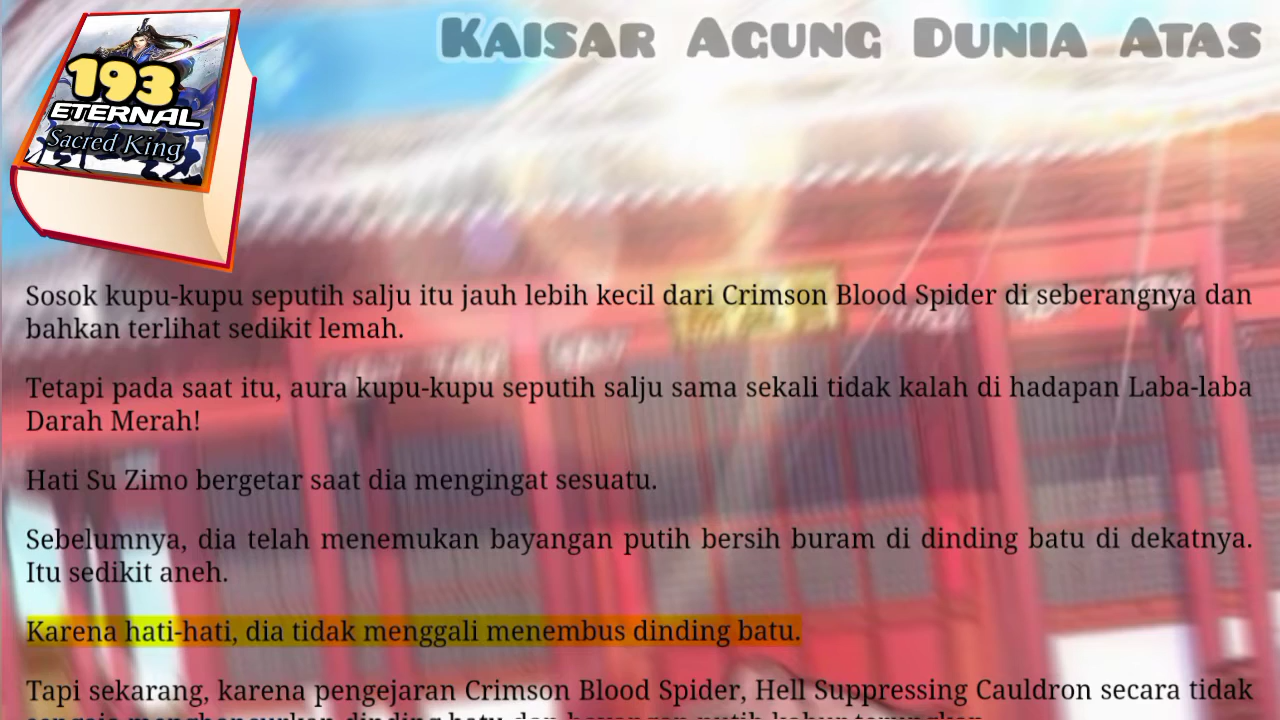 Kaisar Agung Dunia Atas
193
ETERNAL
Sacred King
Sosok kupu-kupu seputih salju itu jauh lebih kecil dari Crimson Blood Spider di seberangnya dan
bahkan terlihat sedikit lemah.
Tetapi pada saat itu, aura kupu-kupu seputih salju sama sekali tidak kalah di hadapan Laba-laba
Darah Merah!
Hati Su Zimo bergetar saat dia mengingat sesuatu.
Sebelumnya, dia telah menemukan bayangan putih bersih buram di dinding batu di dekatnya.
Itu sedikit aneh.
Karena hati-hati, dia tidak menggali menembus dinding batu.
Tapi sekarang, karena pengejaran Crimson Blood Spider, Hell Suppressing Cauldron secara tidak